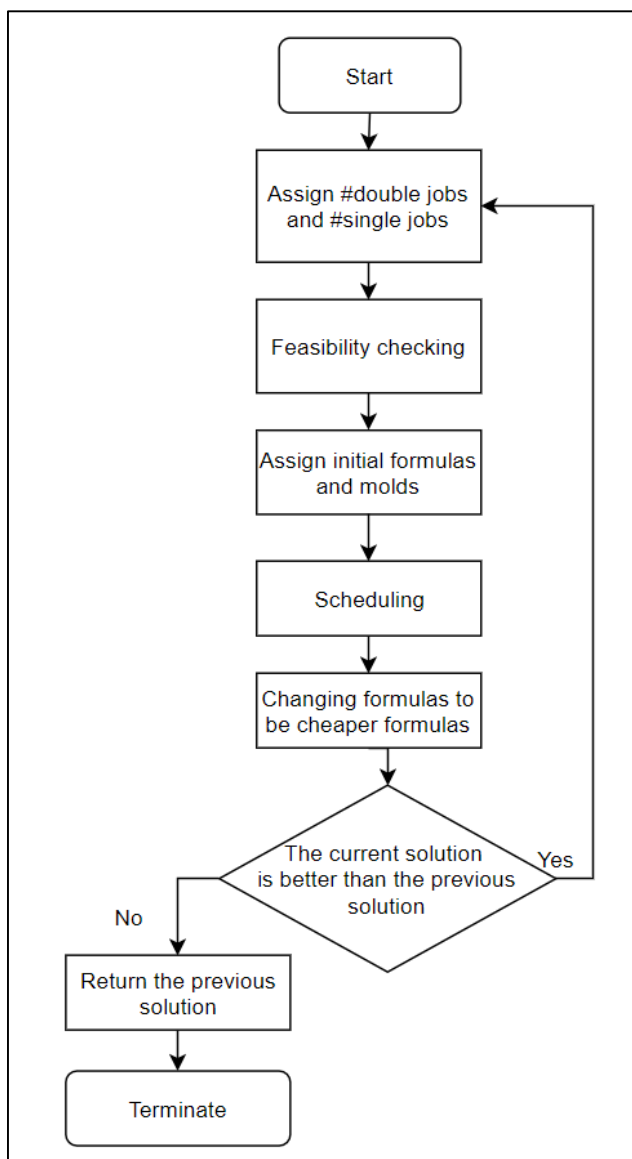 Start
Assign #double jobs
and #single jobs
Feasibility checking
Assign initial formulas
and molds
Scheduling
Changing formulas to
be cheaper formulas
The current solution
is better than the previous
solution
Yes
No
Return the previous
solution
Terminate